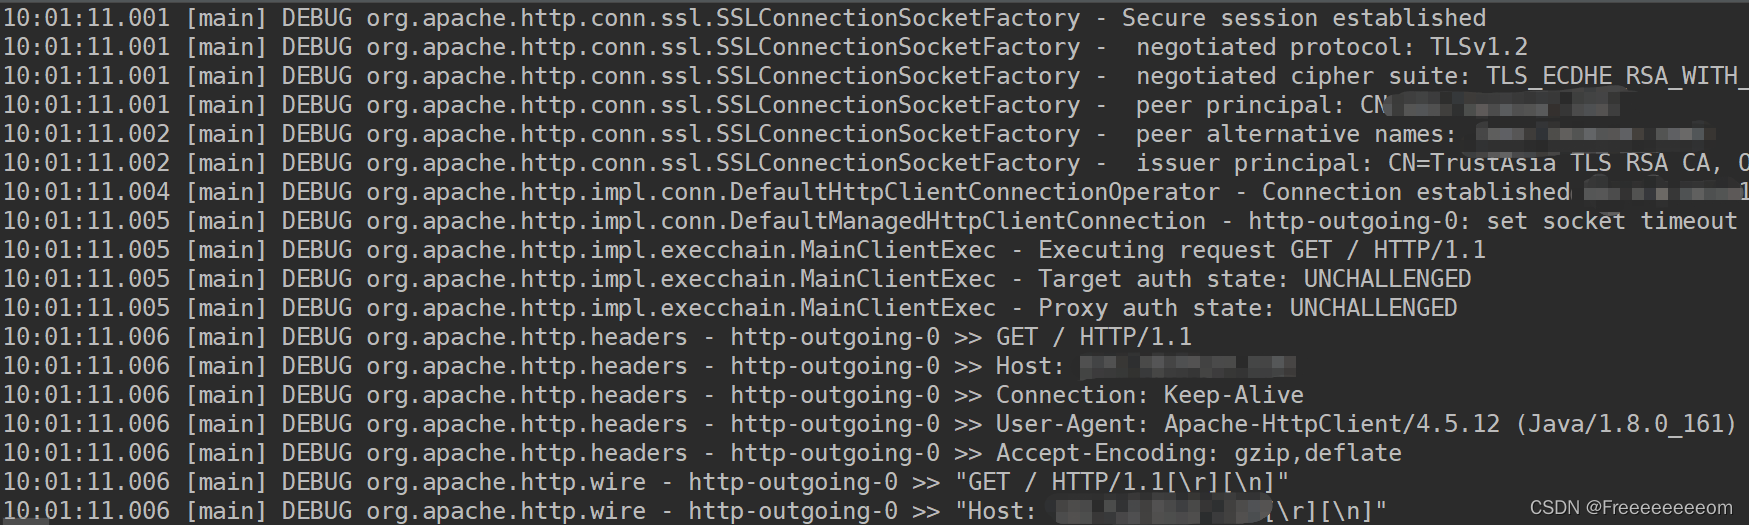 10:01:11.001 [main] DEBUG org.apache.http.conn.ssl.SSLConnectionSocketFactory - Secure session established
10:01:11.001 [main] DEBUG org.apache.http.conn.ssl.SSLConnectionSocketFactory -  negotiated protocol: TLSv1.2
10:01:11.001 [main] DEBUG org.apache.http.conn.ssl.SSLConnectionSocketFactory -  negotiated cipher suite: TLS_ECDHE_RSA_WITH_
10:01:11.001 [main] DEBUG org.apache.http.conn.ssl.SSLConnectionSocketFactory -  peer principal: CN
10:01:11.002 [main] DEBUG org.apache.http.conn.ssl.SSLConnectionSocketFactory -  peer alternative names:
10:01:11.002 [main] DEBUG org.apache.http.conn.ssl.SSLConnectionSocketFactory -  issuer principal: CN=TrustAsia TLS RSA CA, O
10:01:11.004 [main] DEBUG org.apache.http.impl.conn.DefaultHttpClientConnectionOperator - Connection established
10:01:11.005 [main] DEBUG org.apache.http.impl.conn.DefaultManagedHttpClientConnection - http-outgoing-0: set socket timeout
10:01:11.005 [main] DEBUG org.apache.http.impl.execchain.MainClientExec - Executing request GET / HTTP/1.1
10:01:11.005 [main] DEBUG org.apache.http.impl.execchain.MainClientExec - Target auth state: UNCHALLENGED
10:01:11.005 [main] DEBUG org.apache.http.impl.execchain.MainClientExec - Proxy auth state: UNCHALLENGED
10:01:11.006 [main] DEBUG org.apache.http.headers - http-outgoing-0 >> GET / HTTP/1.1
10:01:11.006 [main] DEBUG org.apache.http.headers - http-outgoing-0 >> Host:
10:01:11.006 [main] DEBUG org.apache.http.headers - http-outgoing-0 >> Connection: Keep-Alive
10:01:11.006 [main] DEBUG org.apache.http.headers - http-outgoing-0 >> User-Agent: Apache-HttpClient/4.5.12 (Java/1.8.0_161)
10:01:11.006 [main] DEBUG org.apache.http.headers - http-outgoing-0 >> Accept-Encoding: gzip,deflate
10:01:11.006 [main] DEBUG org.apache.http.wire - http-outgoing-0 >> "GET / HTTP/1.1[\r][\n]"
10:01:11.006 [main] DEBUG org.apache.http.wire - http-outgoing-0 >> "Host: [\r][\n]"
CSDN @Freeeeeeeeom